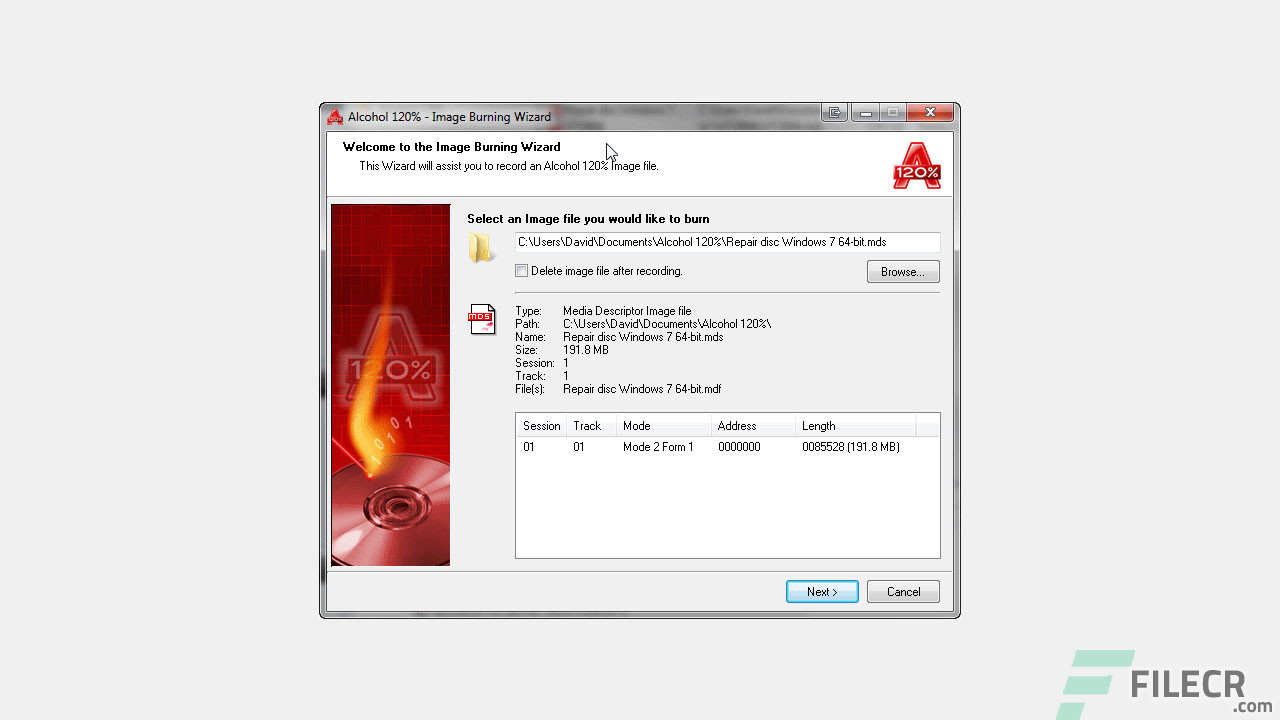 Alcohol 120% - Image Burning Wizard
Welcome to the Image Burning Wizard
This Wizard will assist you to record an Alcohol 120% Image file.
120%
Select an Image file you would like to burn
C:\Users\David\Documents\Alcohol 120%\Repair disc Windows 7 64-bit.mds
Delete image file after recording.
Browse...
MDS
Type: Media Descriptor Image file
Path: C:\Users\David\Documents\Alcohol 120%\
Name: Repair disc Windows 7 64-bit.mds
Size: 191.8 MB
Session: 1
Track: 1
File(s): Repair disc Windows 7 64-bit.mdf
120%
Session Track Mode Address Length
01 01 Mode 2 Form 1 0000000 0085528 (191.8 MB)
Next >
Cancel
FILECR
.com